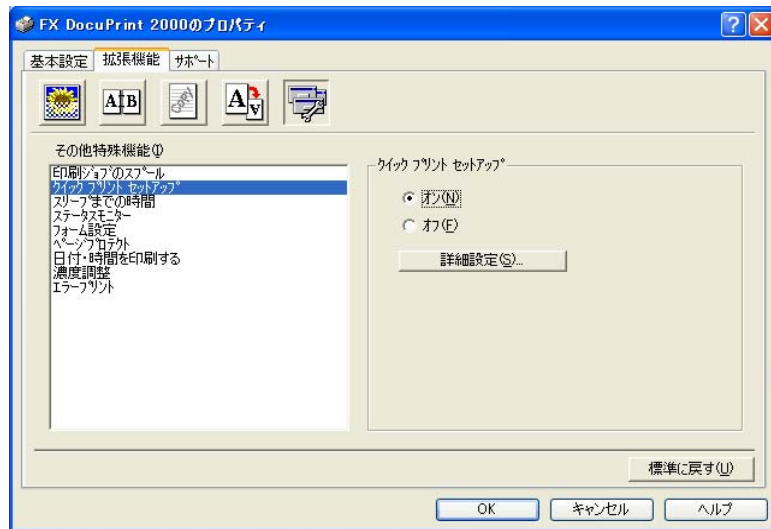 FX DocuPrint 2000のプロパティ
基本設定 拡張機能 サポート
A B
COPY
A A
その他特殊機能(I)
印刷ジョブのスプール
クイック プリント セットアップ
スリープまでの時間
ステータスモニター
フォーム設定
ページプロテクト
日付・時間を印刷する
濃度調整
エラープリント
クイック プリント セットアップ
オン(N)
オフ(F)
詳細設定(S)...
標準に戻す(U)
OK キャンセル ヘルプ